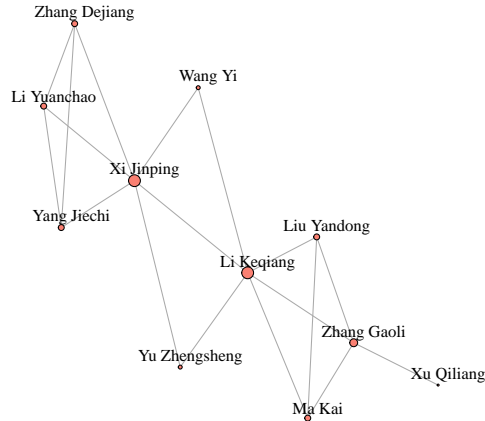 Zhang Dejiang
Wang Yi
Li Yuanchao
Xi Jinping
Yang Jiechi
Liu Yandong
Li Keqiang
Zhang Gaoli
Yu Zhengsheng
Xu Qiliang
Ma Kai